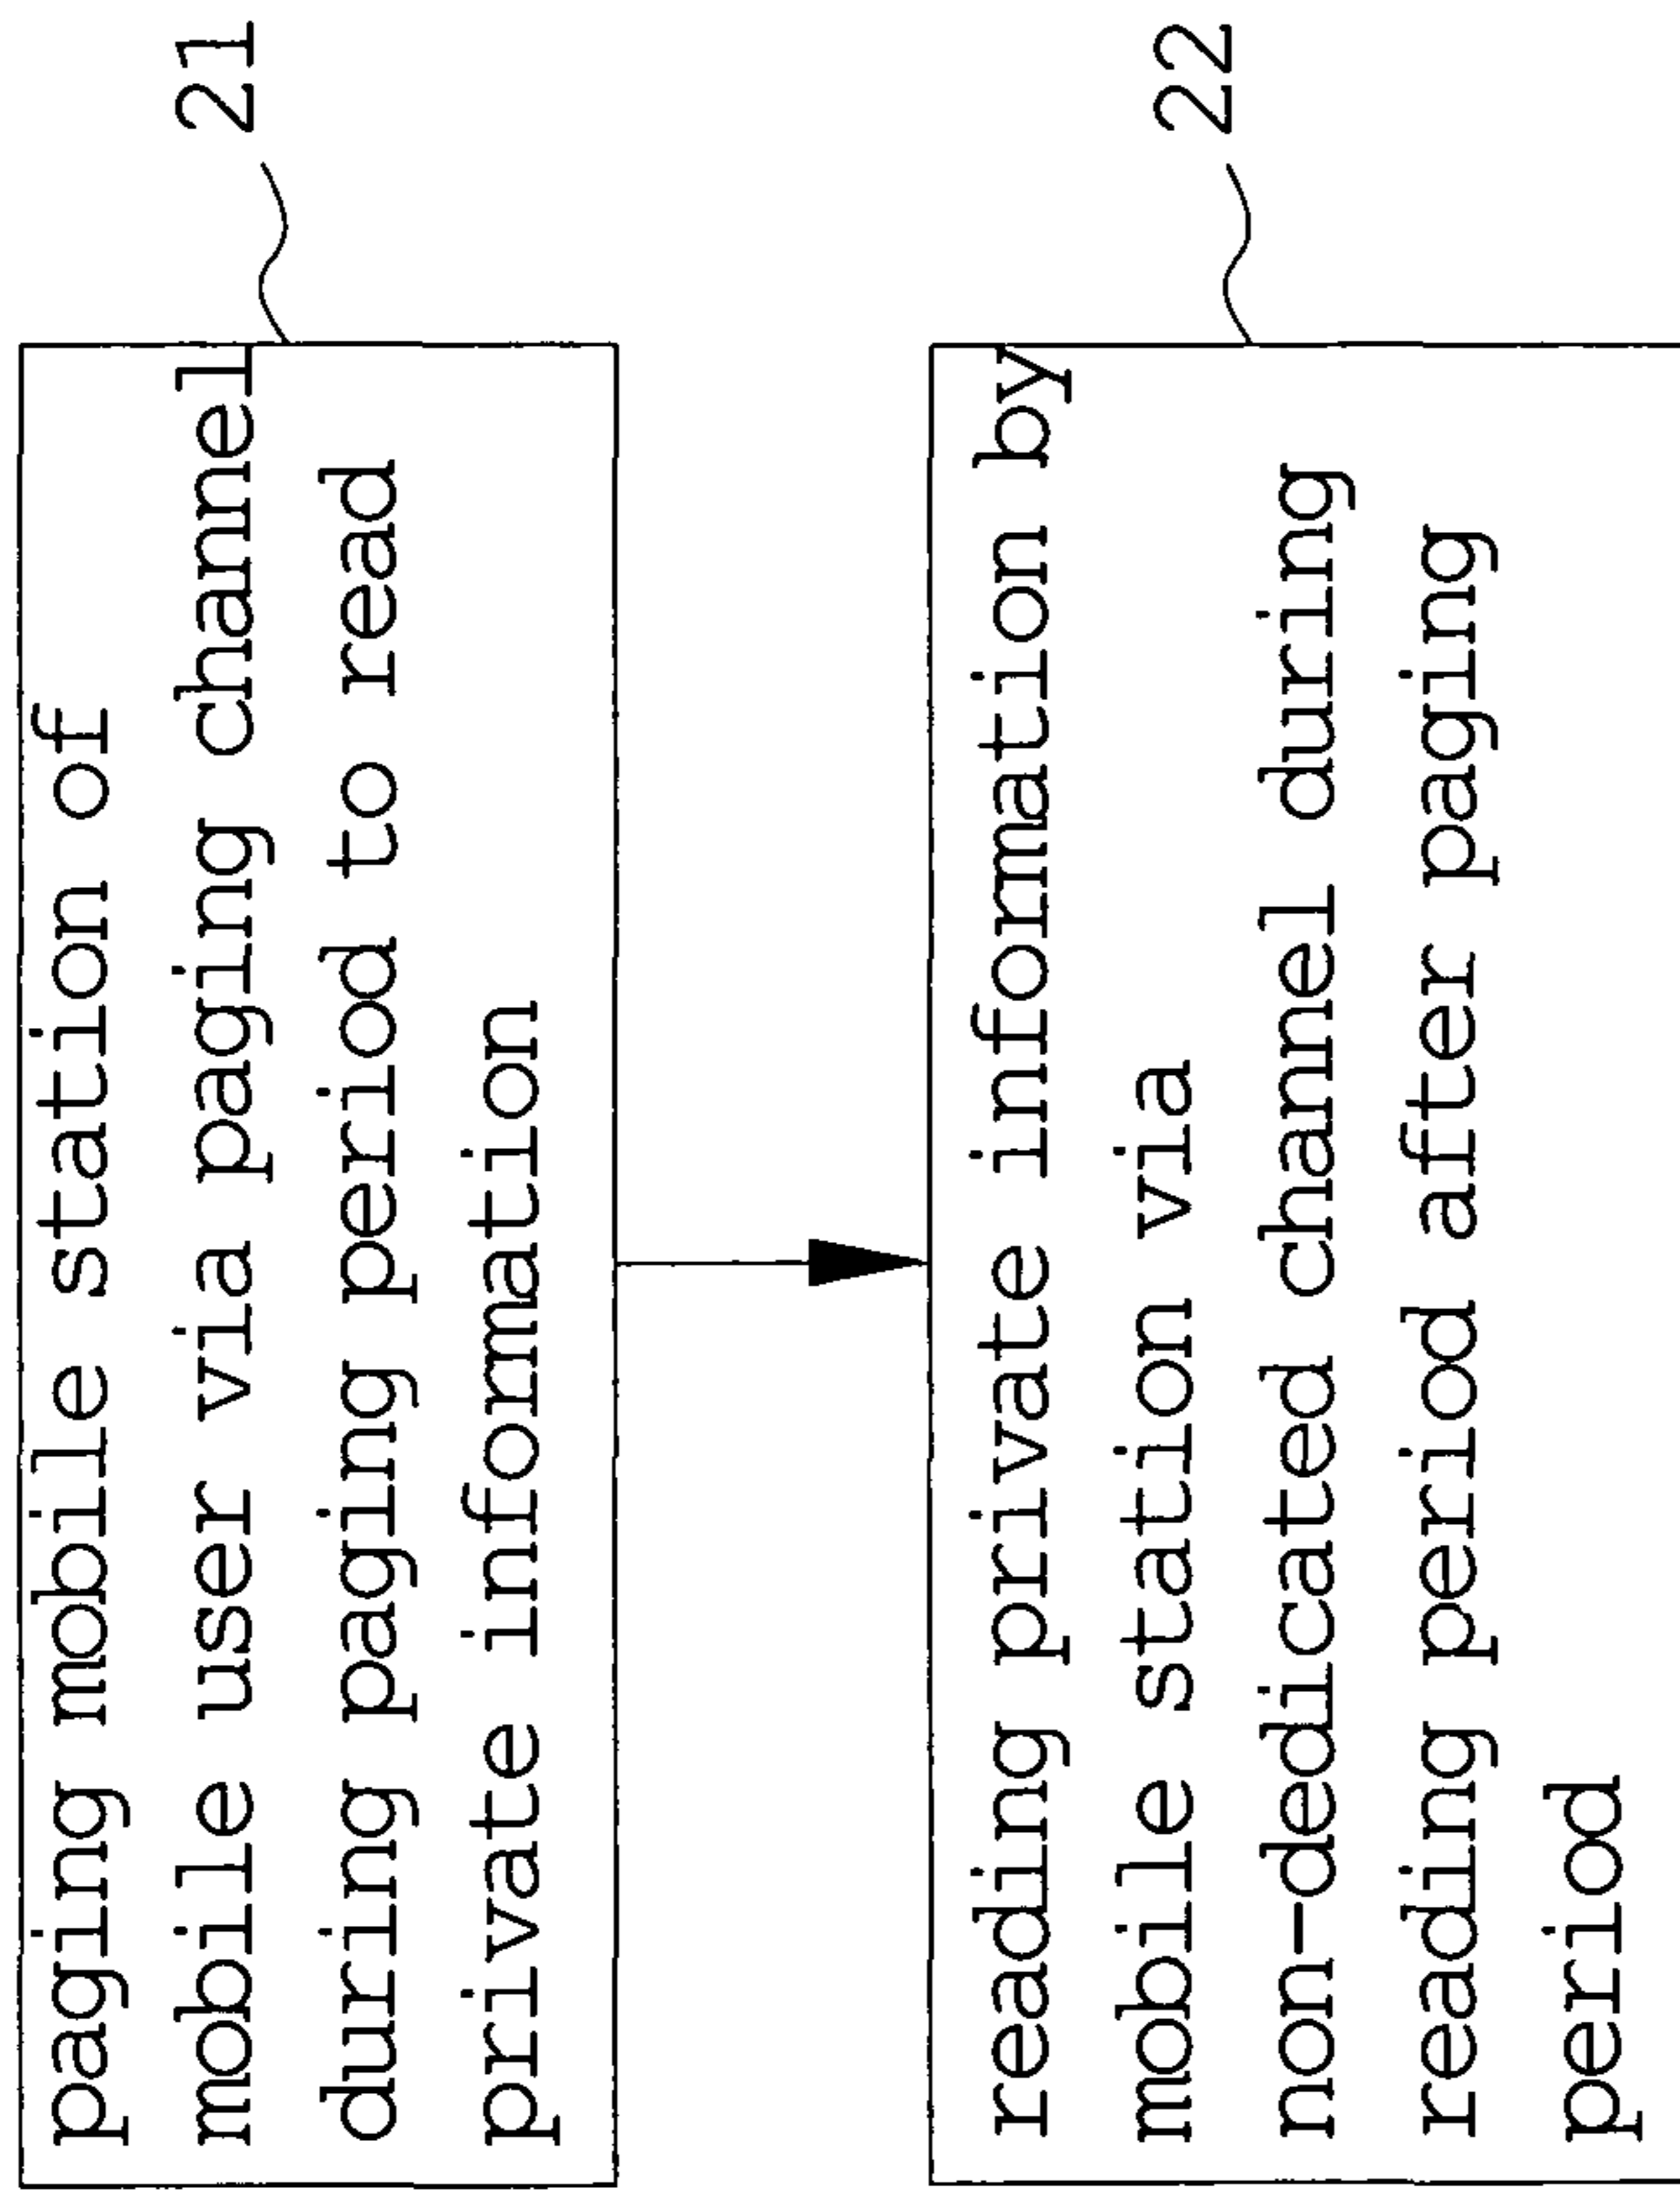 paging mobile station of
mobile user via paging channel
during paging period to read
private information
21
reading private information by
mobile station via
non-dedicated channel during
reading period after paging
period
22